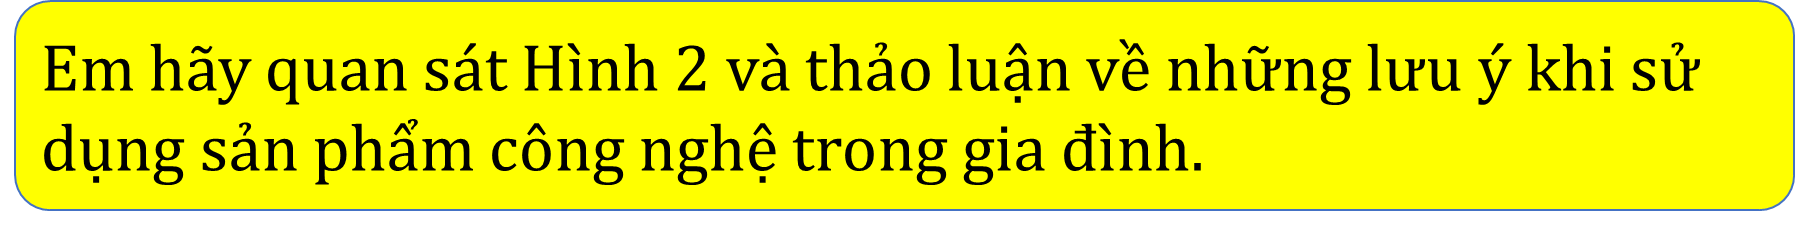 Em hãy quan sát Hình 2 và thảo luận về những lưu ý khi sử
dụng sản phẩm công nghệ trong gia đình.